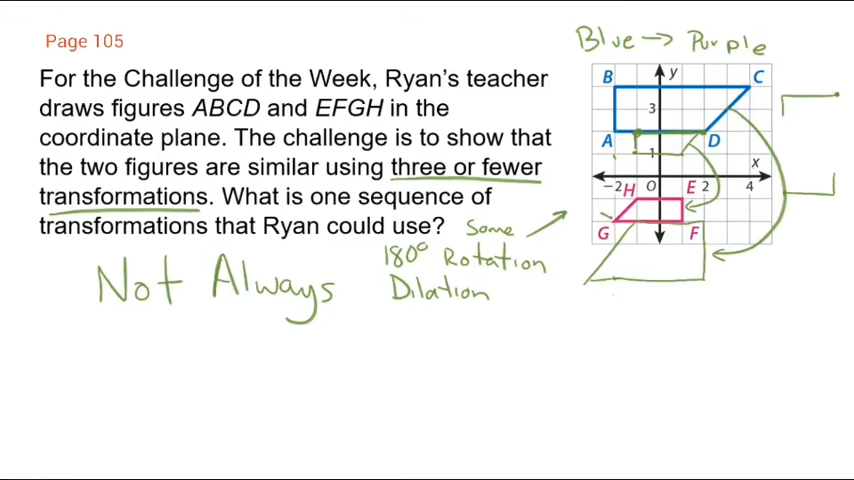 Page 105
Blue → Purple
For the Challenge of the Week, Ryan's teacher
draws figures ABCD and EFGH in the
coordinate plane. The challenge is to show that
the two figures are similar using three or fewer
transformations. What is one sequence of
transformations that Ryan could use?
Same
180° Rotation
Dilation
Not Always
B y C
3
A D
1 x
-2 H O E 2 4
G F